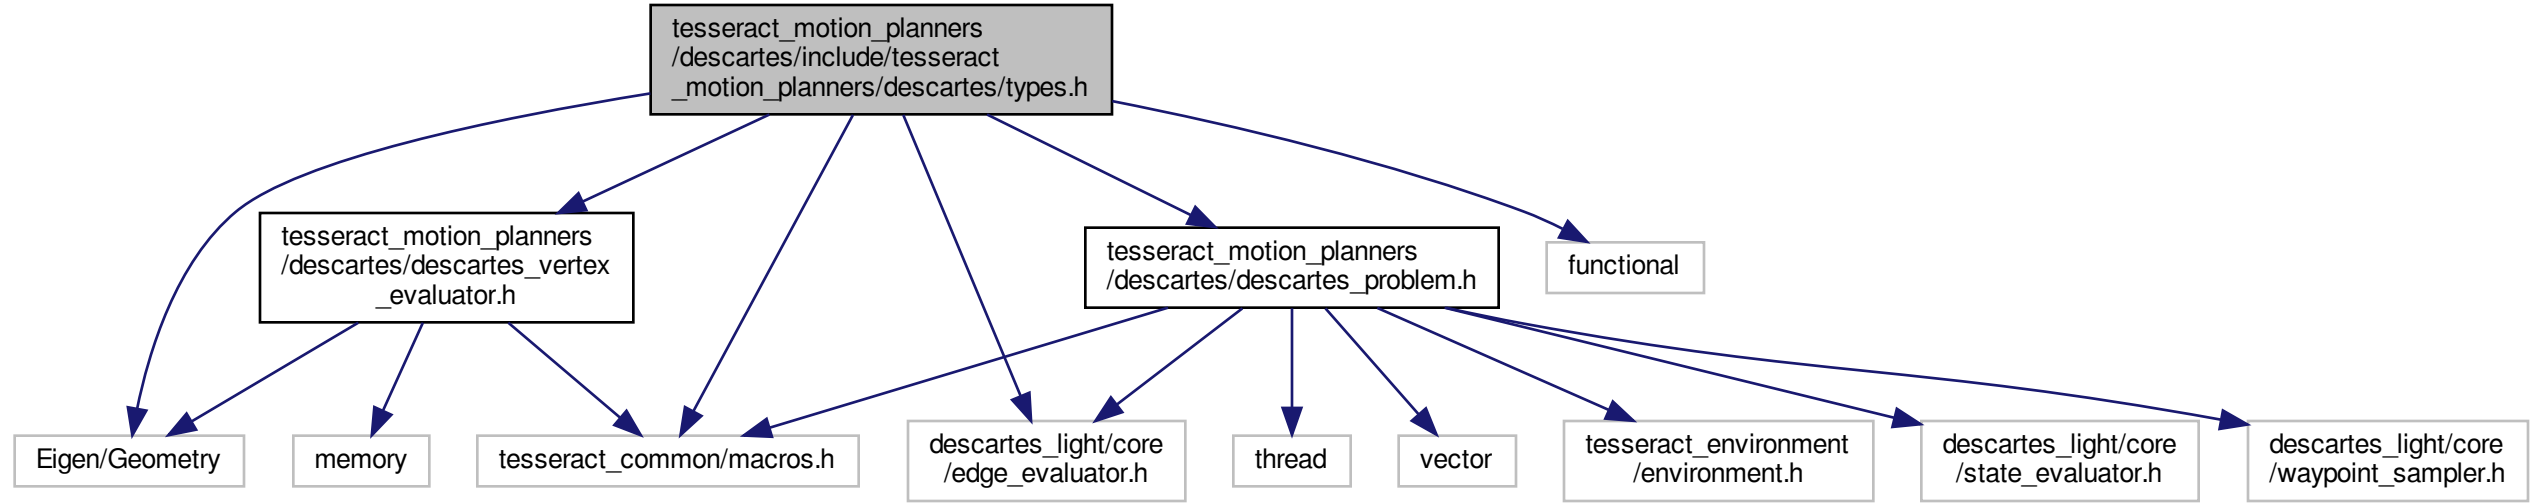 tesseract_motion_planners
/descartes/include/tesseract
_motion_planners/descartes/types.h
tesseract_motion_planners
/descartes/descartes_vertex
_evaluator.h
tesseract_motion_planners
/descartes/descartes_problem.h
functional
Eigen/Geometry
memory
tesseract_common/macros.h
descartes_light/core
/edge_evaluator.h
thread
vector
tesseract_environment
/environment.h
descartes_light/core
/state_evaluator.h
descartes_light/core
/waypoint_sampler.h